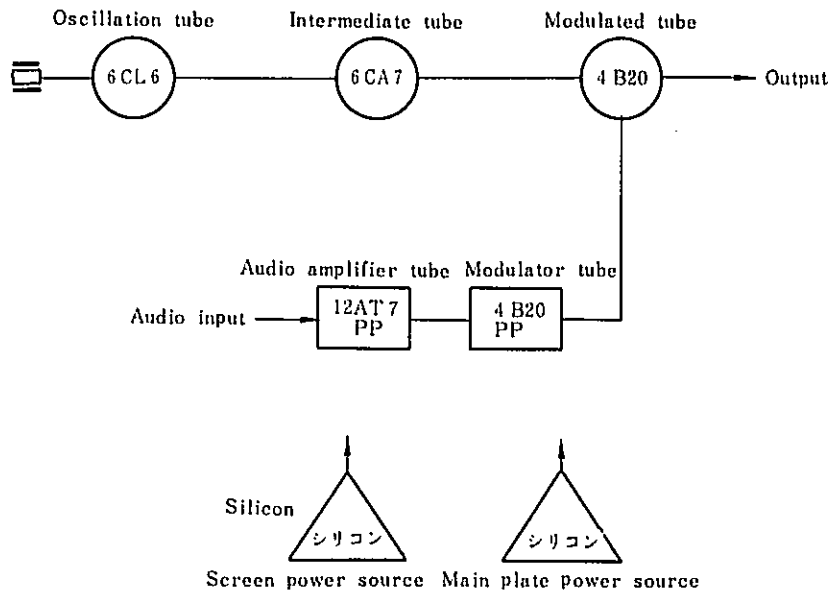 Oscillation tube Intermediate tube Modulated tube
6CL6 6CA7 4B20 Output
Audio amplifier tube Modulator tube
Audio input 12AT7 4B20
PP PP
Silicon
シリコン シリコン
Screen power source Main plate power source